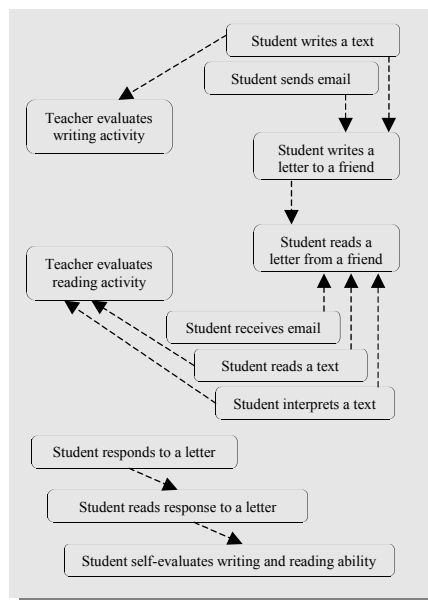 Student writes a text
Student sends email
Teacher evaluates
writing activity
Student writes a
letter to a friend
Student reads a
letter from a friend
Teacher evaluates
reading activity
Student receives email
Student reads a text
Student interprets a text
Student responds to a letter
Student reads response to a letter
Student self-evaluates writing and reading ability